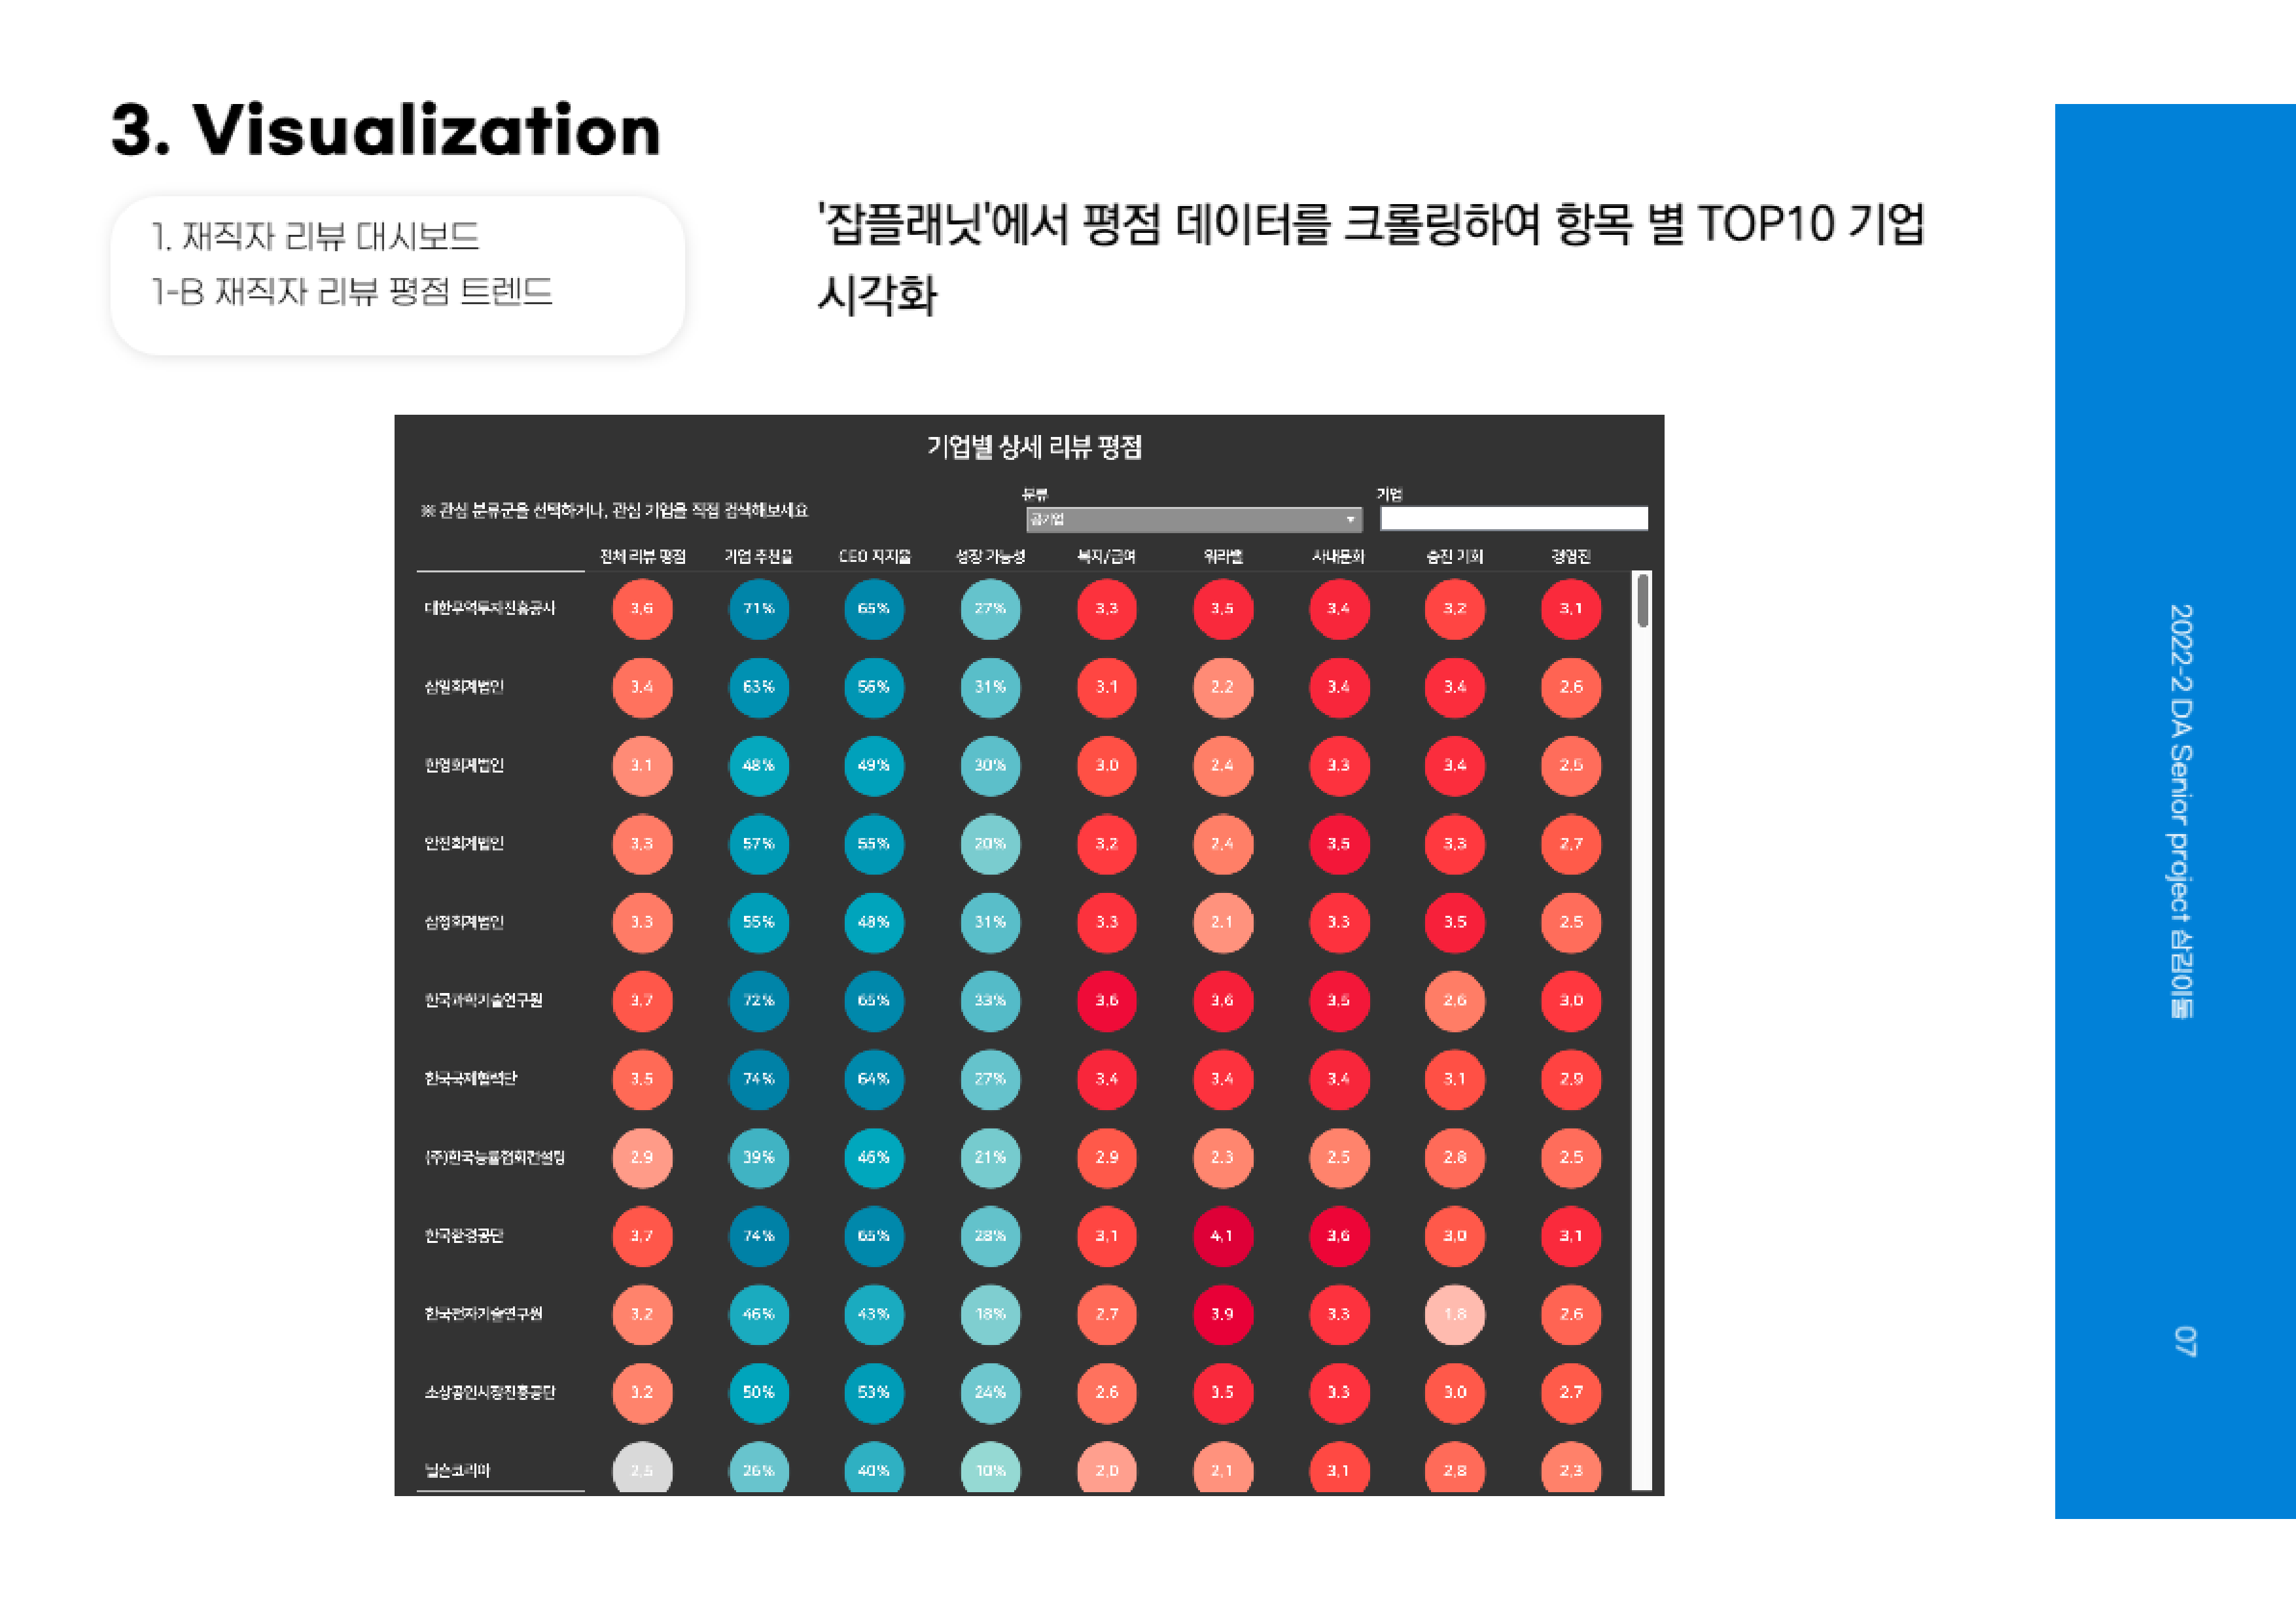 3. Visualization
1. 재직자 리뷰 대시보드
1-B 재직자 리뷰 평점 트렌드
'잡플래닛'에서 평점 데이터를 크롤링하여 항목 별 TOP10 기업
시각화
기업별 상세 리뷰 평점
※ 관심 분류군을 선택하거나, 관심 기업을 직접 검색해보세요
분류
기업
공기업
전체 리뷰 평점 기업 추천율 CEO 지지율 성장 가능성 복지/급여 워라밸 사내문화 승진 기회 경영진
대한무역투자진흥공사 3.6 71% 65% 27% 3.3 3.5 3.4 3.2 3.1
삼일회계법인 3.4 63% 56% 31% 3.1 2.2 3.4 3.4 2.6
한영회계법인 3.1 48% 49% 30% 3.0 2.4 3.3 3.4 2.5
안진회계법인 3.3 57% 55% 20% 3.2 2.4 3.5 3.3 2.7
삼정회계법인 3.3 55% 48% 31% 3.3 2.1 3.3 3.5 2.5
한국과학기술연구원 3.7 72% 65% 33% 3.6 3.6 3.5 2.6 3.0
한국국제협력단 3.5 74% 64% 27% 3.4 3.4 3.4 3.1 2.9
(주)한국능률협회컨설팅 2.9 39% 46% 21% 2.9 2.3 2.5 2.8 2.5
한국환경공단 3.7 74% 65% 28% 3.1 4.1 3.6 3.0 3.1
한국전자기술연구원 3.2 46% 43% 18% 2.7 3.9 3.3 1.8 2.6
소상공인시장진흥공단 3.2 50% 53% 24% 2.6 3.5 3.3 3.0 2.7
닐슨코리아 2.5 26% 40% 10% 2.0 2.1 3.1 2.8 2.3
2022-2 DA Senior project 삼김이들
07